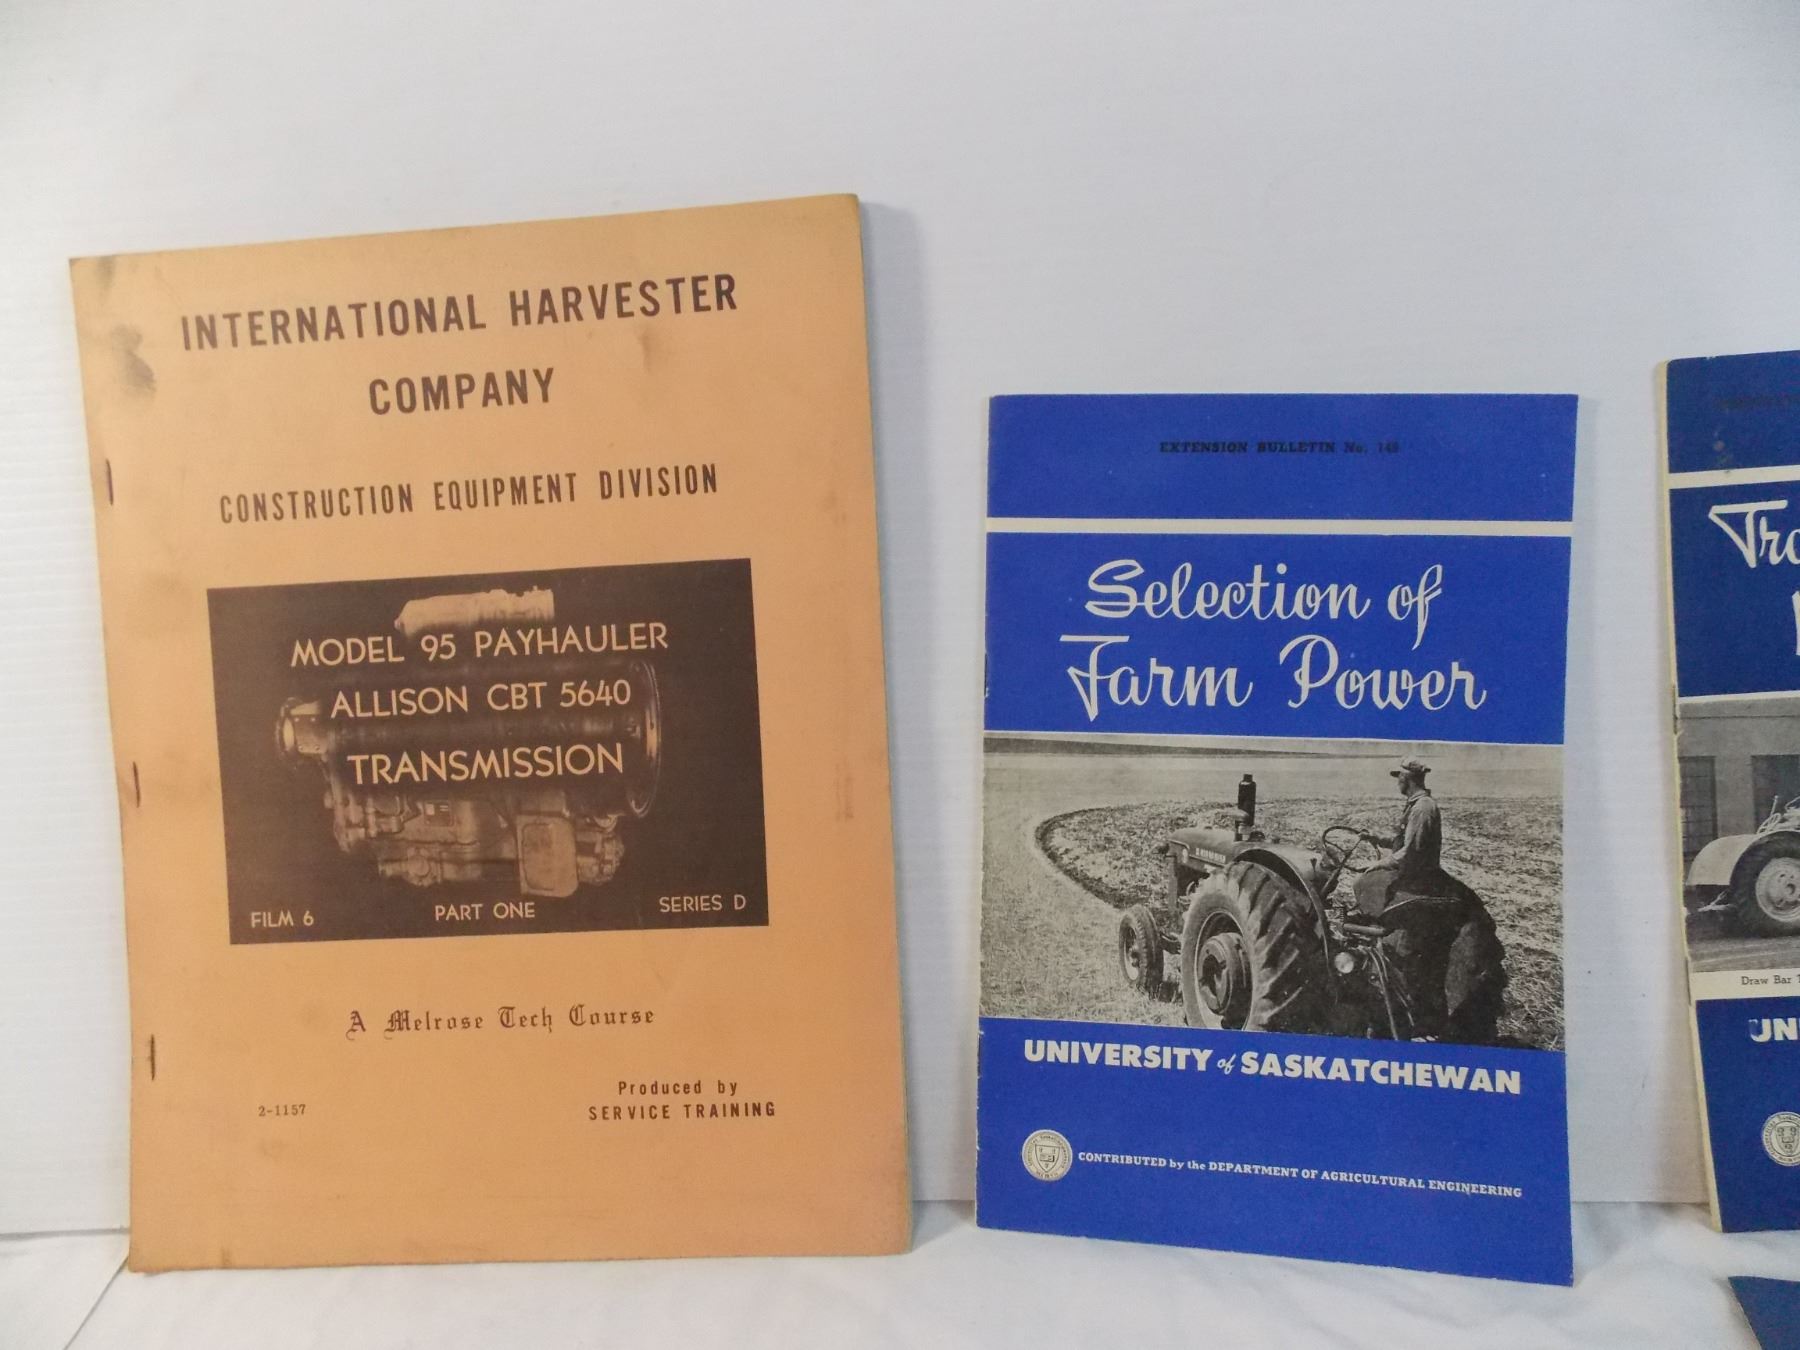 INTERNATIONAL HARVESTER
COMPANY
CONSTRUCTION EQUIPMENT DIVISION
MODEL 95 PAYHAULER
ALLISON CBT 5640
TRANSMISSION
FILM 6 PART ONE SERIES D
A Melrose Tech Course
Produced by
2-1157 SERVICE TRAINING
EXTENSION BULLETIN No.
Selection of
Farm Power
UNIVERSITY of SASKATCHEWAN
CONTRIBUTED by the DEPARTMENT OF AGRICULTURAL ENGINEERING
Draw Bar